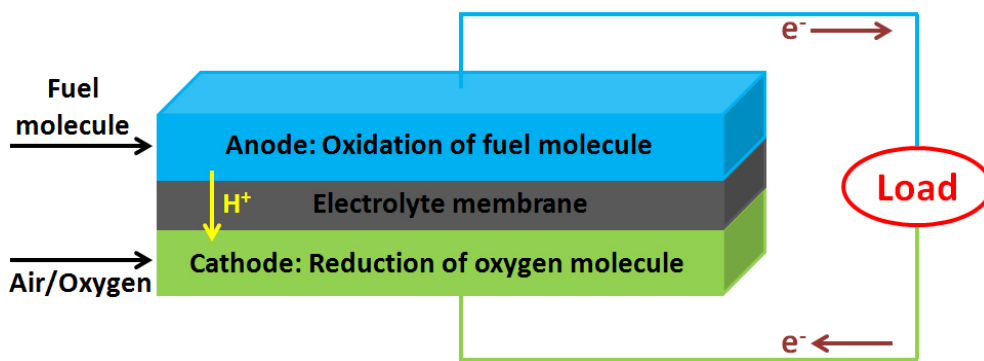 e-
Fuel
molecule
Anode: Oxidation of fuel molecule
Load
H+
Electrolyte membrane
Cathode: Reduction of oxygen molecule
Air/Oxygen
e-